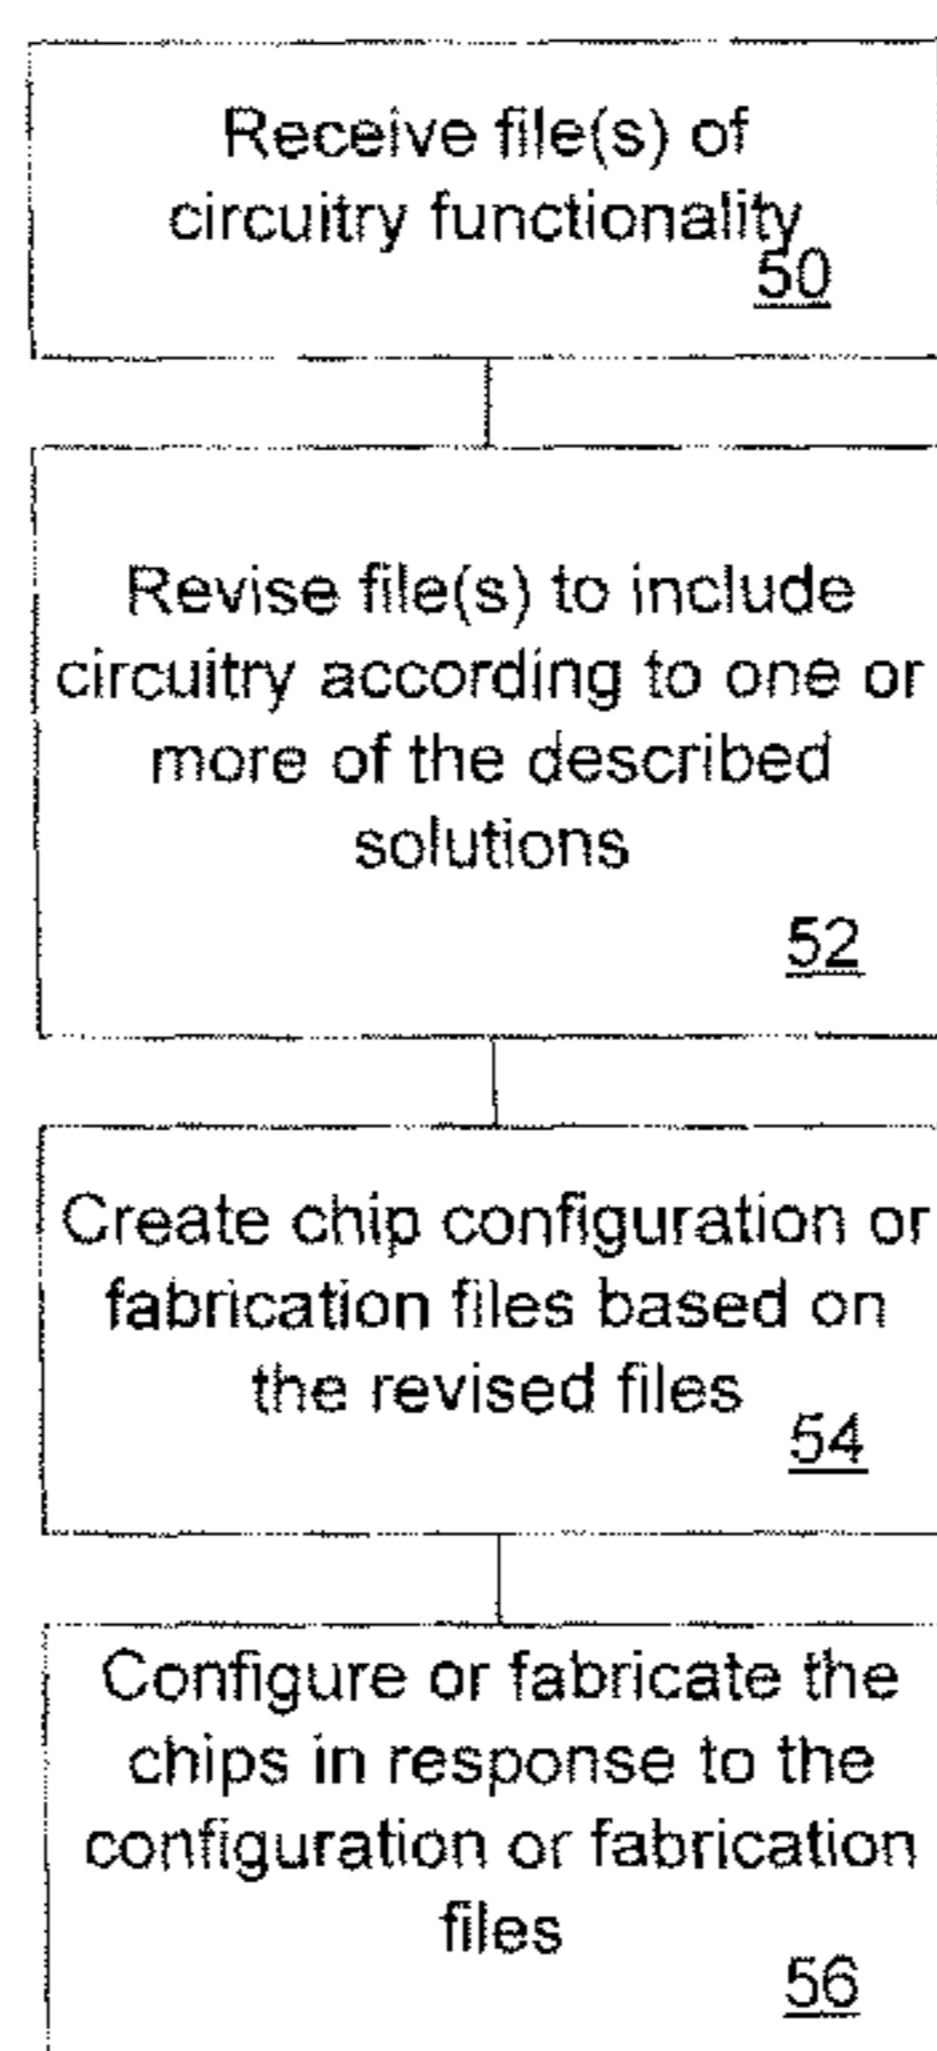 Receive file(s) of
circuitry functionality
50
Revise file(s) to include
circuitry according to one or
more of the described
solutions
52
Create chip configuration or
fabrication files based on
the revised files
54
Configure or fabricate the
chips in response to the
configuration or fabrication
files
56